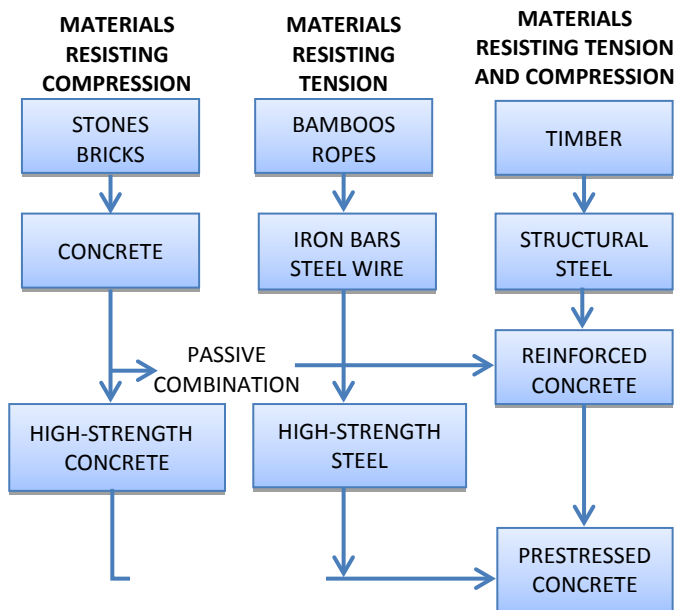 MATERIALS
RESISTING
COMPRESSION
MATERIALS
RESISTING
TENSION
MATERIALS
RESISTING TENSION
AND COMPRESSION
STONES
BRICKS
BAMBOOS
ROPES
TIMBER
CONCRETE
IRON BARS
STEEL WIRE
STRUCTURAL
STEEL
PASSIVE
COMBINATION
REINFORCED
CONCRETE
HIGH-STRENGTH
CONCRETE
HIGH-STRENGTH
STEEL
PRESTRESSED
CONCRETE